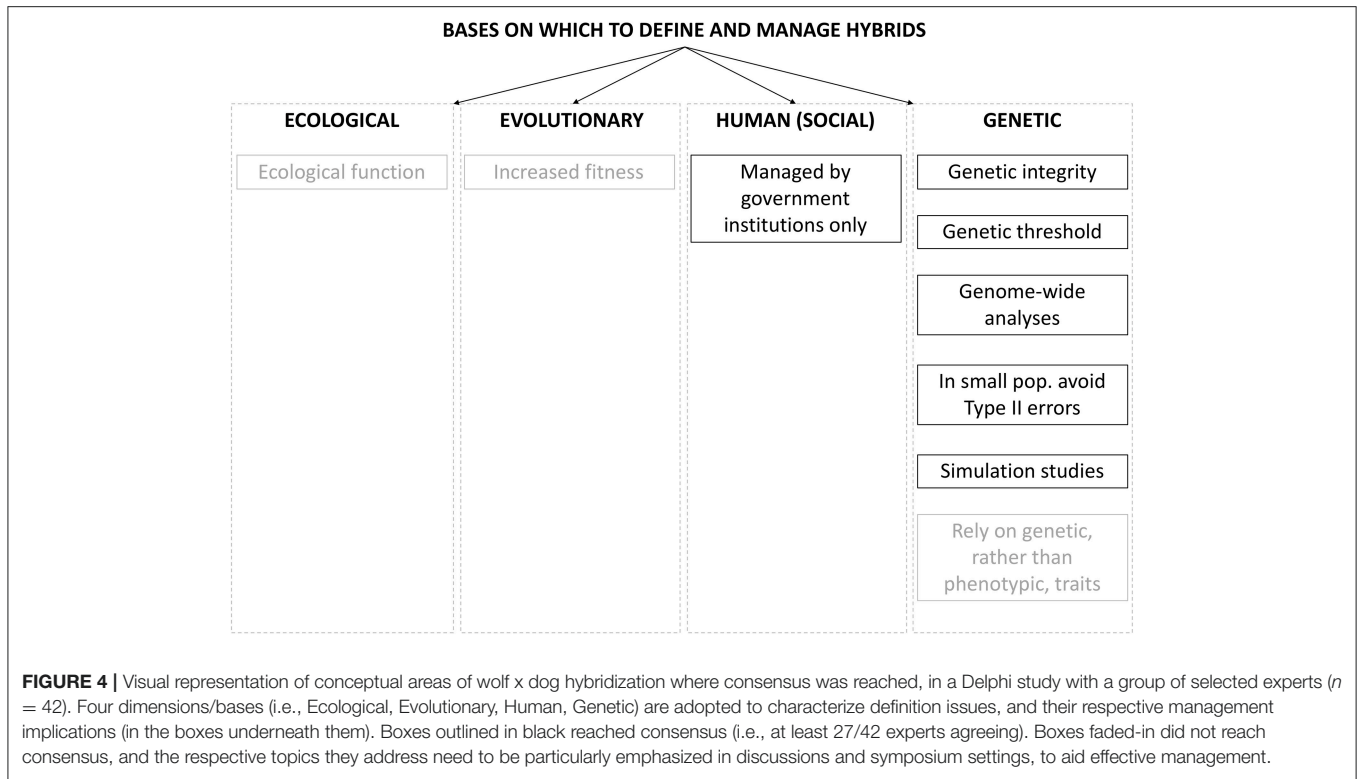 BASES ON WHICH TO DEFINE AND MANAGE HYBRIDS
ECOLOGICAL
Ecological function
EVOLUTIONARY
Increased fitness
HUMAN (SOCIAL)
Managed by
government
institutions only
GENETIC
Genetic integrity
Genetic threshold
Genome-wide
analyses
In small pop. avoid
Type II errors
Simulation studies
Rely on genetic,
rather than
phenotypic, traits
FIGURE 4 | Visual representation of conceptual areas of wolf x dog hybridization where consensus was reached, in a Delphi study with a group of selected experts (n
= 42). Four dimensions/bases (i.e., Ecological, Evolutionary, Human, Genetic) are adopted to characterize definition issues, and their respective management
implications (in the boxes underneath them). Boxes outlined in black reached consensus (i.e., at least 27/42 experts agreeing). Boxes faded-in did not reach
consensus, and the respective topics they address need to be particularly emphasized in discussions and symposium settings, to aid effective management.